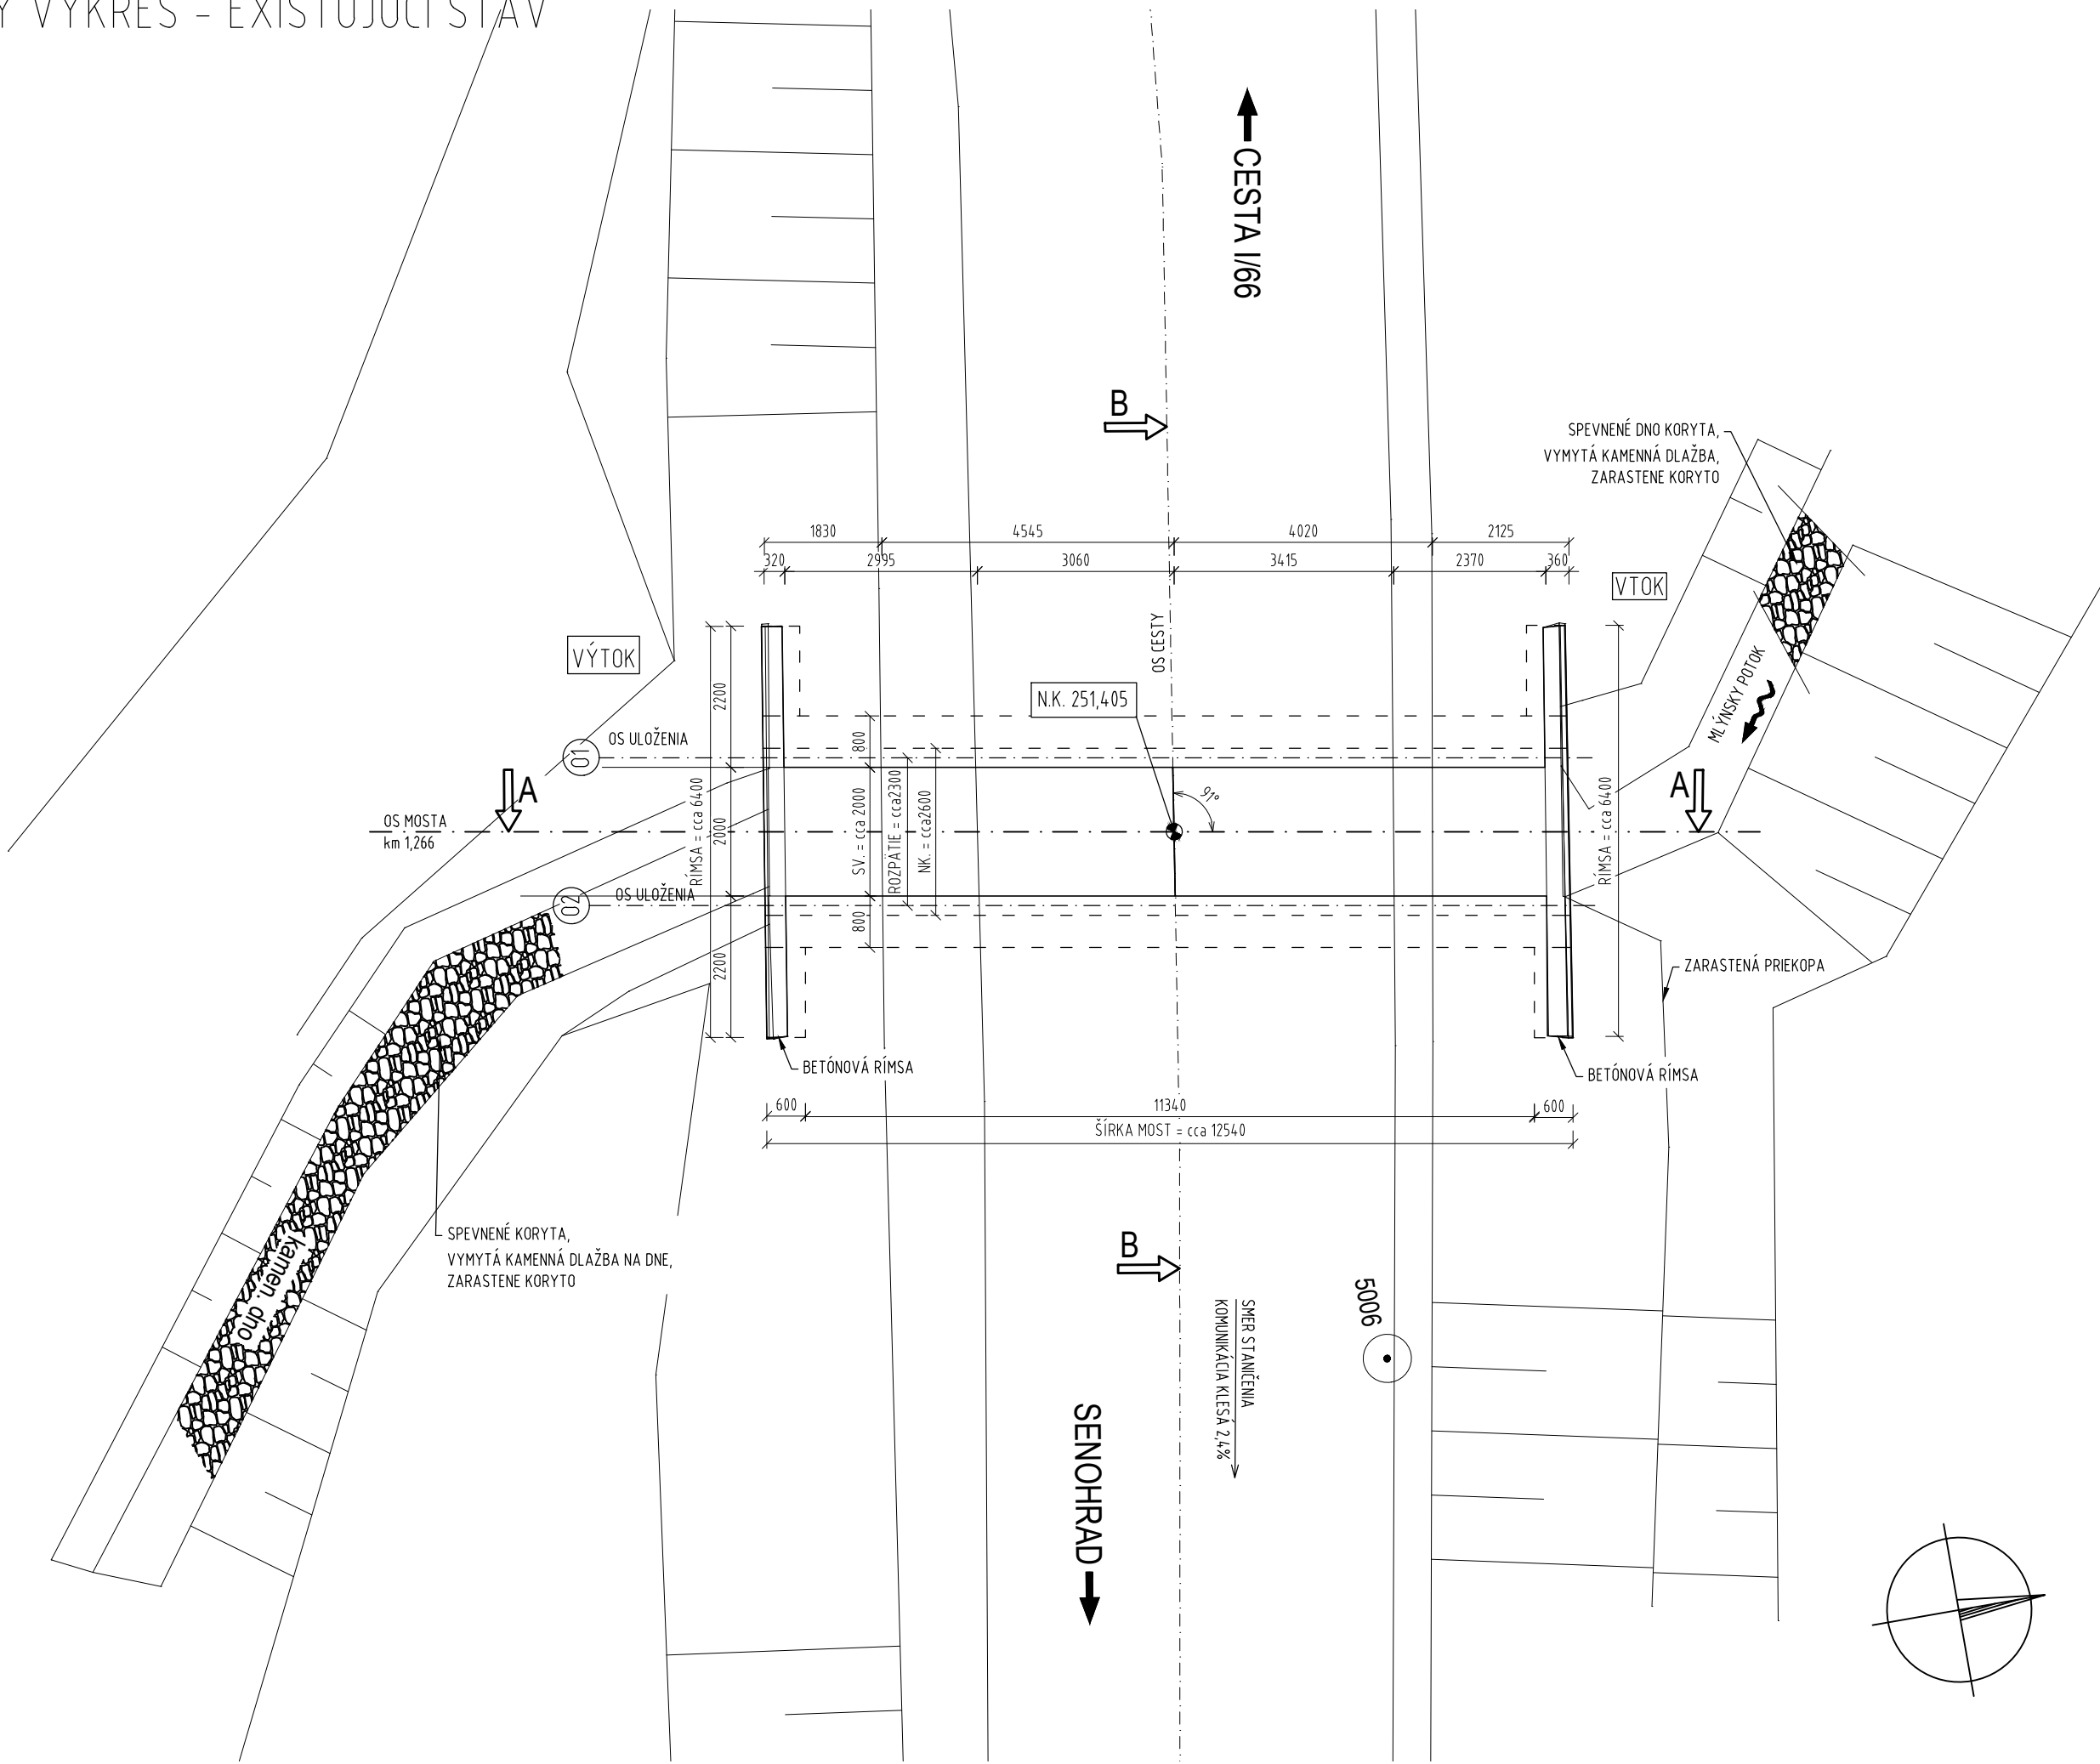 VÝKRES - EXISTUJÚCI STAV
CESTA I/66
B
SPEVNENÉ DNO KORYTA,
VYMYTÁ KAMENNÁ DLAŽBA,
ZARASTENE KORYTO
1830
4545
4020
2125
320
2995
3060
3415
2370
360
VTOK
VÝTOK
OS CESTY
N.K. 251,405
MLÝNSKY POTOK
2200
800
01
OS ULOŽENIA
A
A
91°
OS MOSTA
km 1,266
RÍMSA = cca 6400
2000
SV. = cca 2000
ROZPÄTIE = cca2300
NK. = cca2600
RÍMSA = cca 6400
02
OS ULOŽENIA
800
2200
ZARASTENÁ PRIEKOPA
BETÓNOVÁ RÍMSA
BETÓNOVÁ RÍMSA
600
11340
600
ŠÍRKA MOST = cca 12540
SPEVNENÉ KORYTA,
VYMYTÁ KAMENNÁ DLAŽBA NA DNE,
ZARASTENE KORYTO
kamen. dno
B
SMER STANIČENIA
KOMUNIKÁCIA KLESÁ 2,4%
5006
SENOHRAD